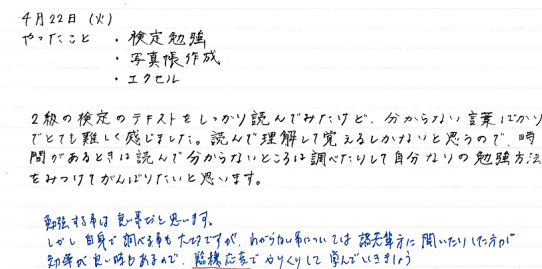 4月22日(火)
やったこと ・検定勉強
・写真帳作成
・エクセル
2級の検定のテキストをしっかり読んでみたけど、分からない言葉ばかり
でとても難しく感じました。読んで理解して覚えるしかないと思うので、時
間があるときは読んで分からないところは調べたりして自分なりの勉強方法
をみつけてがんばりたいと思います。
勉強する事は良い事だと思います。
しかし自身で調べる事も大切ですが、わからない事については諸先輩方に聞いたりした方が
効率が良い時もあるので、臨機応変でやりくりして学んでいきましょう